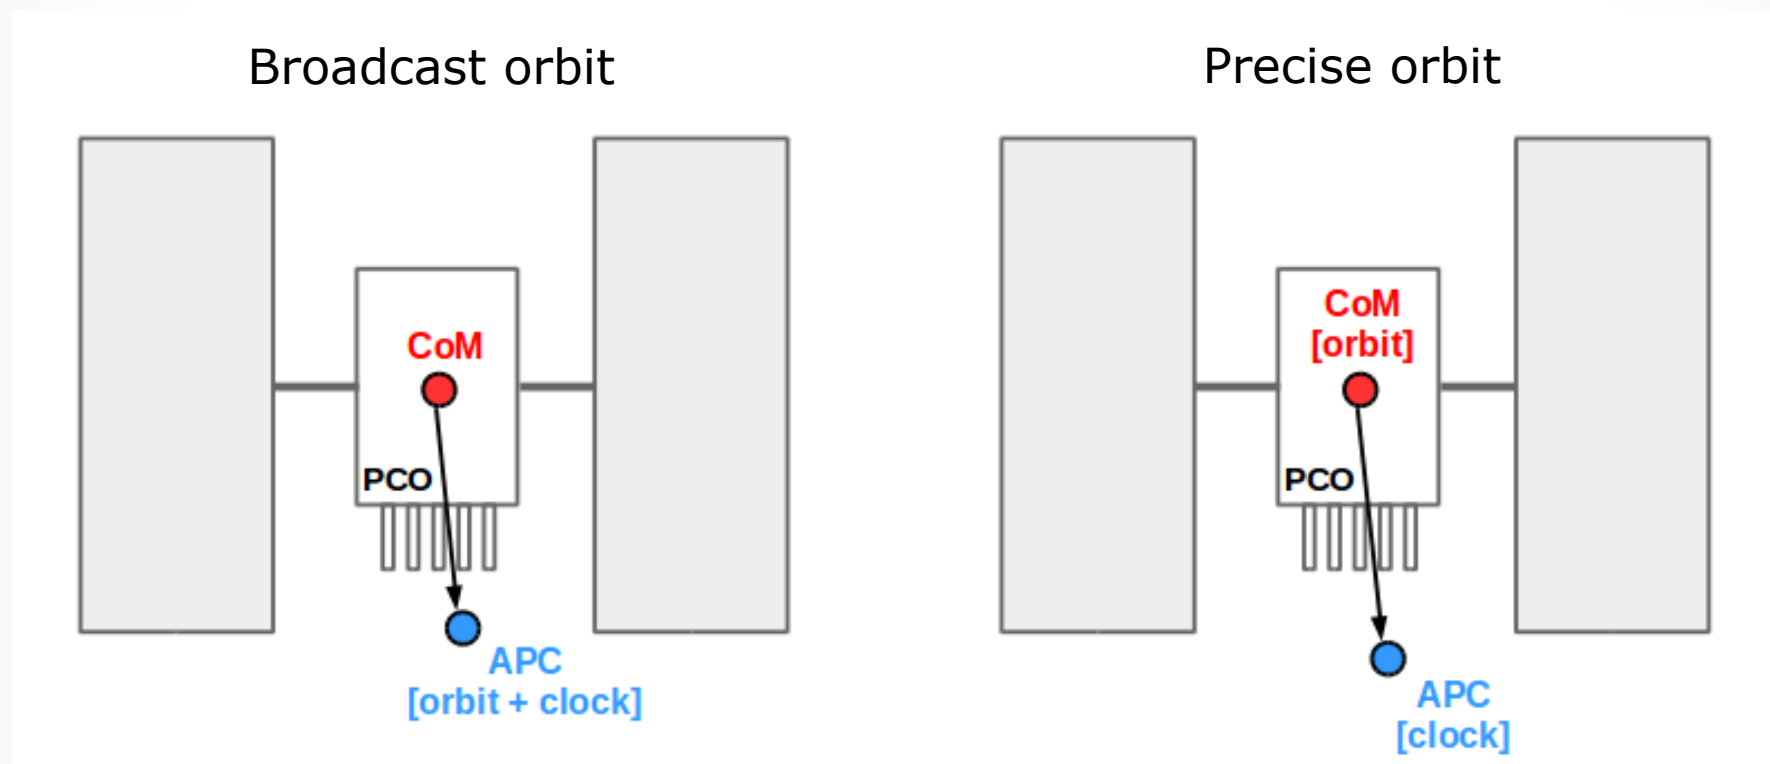 Broadcast orbit
CoM
PCO
APC
[orbit + clock]
Precise orbit
CoM
[orbit]
PCO
APC
[clock]